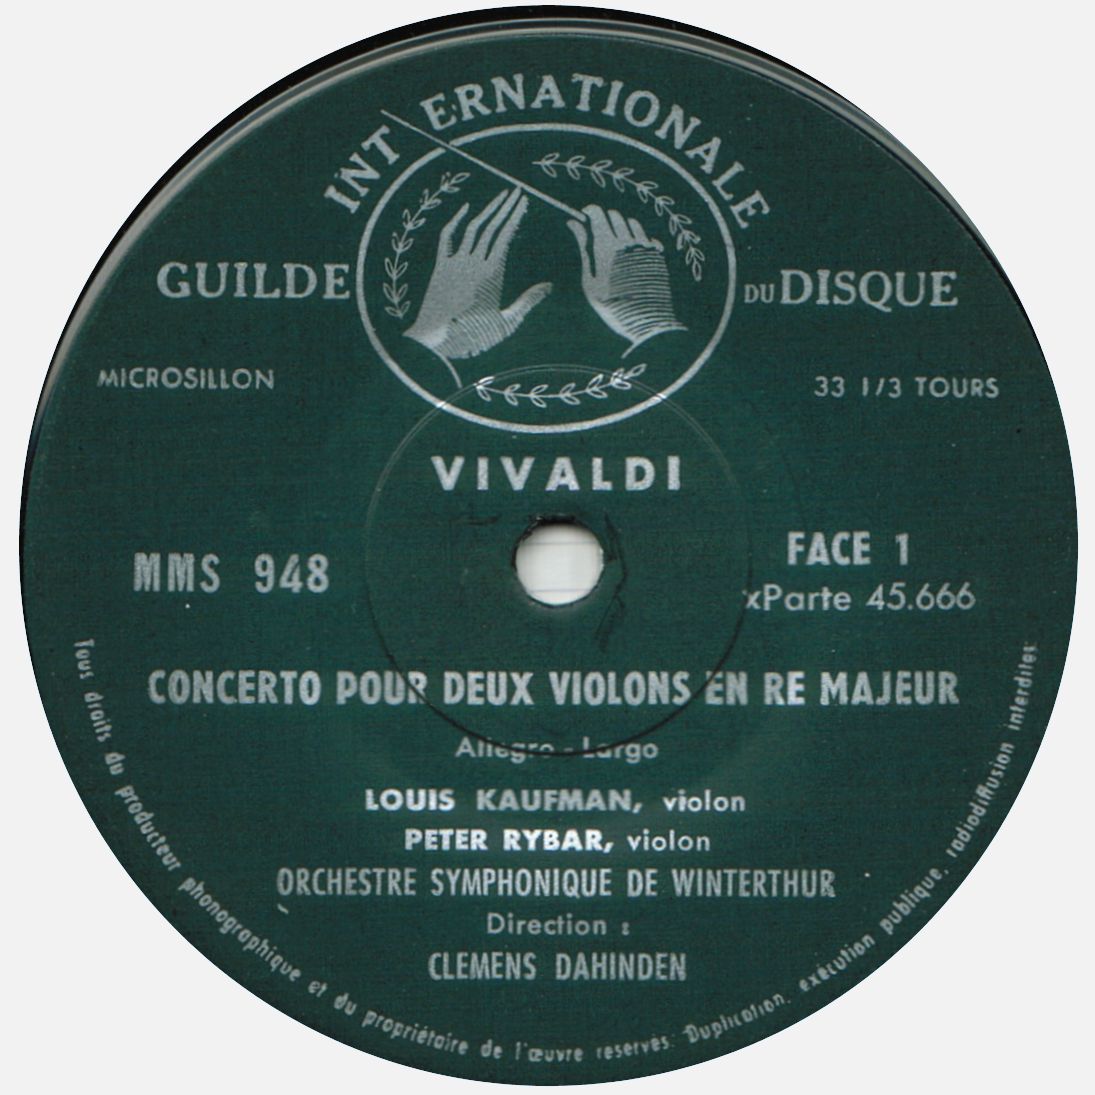 INTERNATIONALE
GUILDE DU DISQUE
MICROSILLON
33 1/3 TOURS
VIVALDI
MMS 948
FACE 1
xParte 45.666
CONCERTO POUR DEUX VIOLONS EN RE MAJEUR
Allegro - Largo
LOUIS KAUFMAN, violon
PETER RYBAR, violon
ORCHESTRE SYMPHONIQUE DE WINTERTHUR
Direction :
CLEMENS DAHINDEN
Tous droits du producteur phonographique et du propriétaire de l'œuvre reservés. Duplication, exécution publique, radiodiffusion interdites